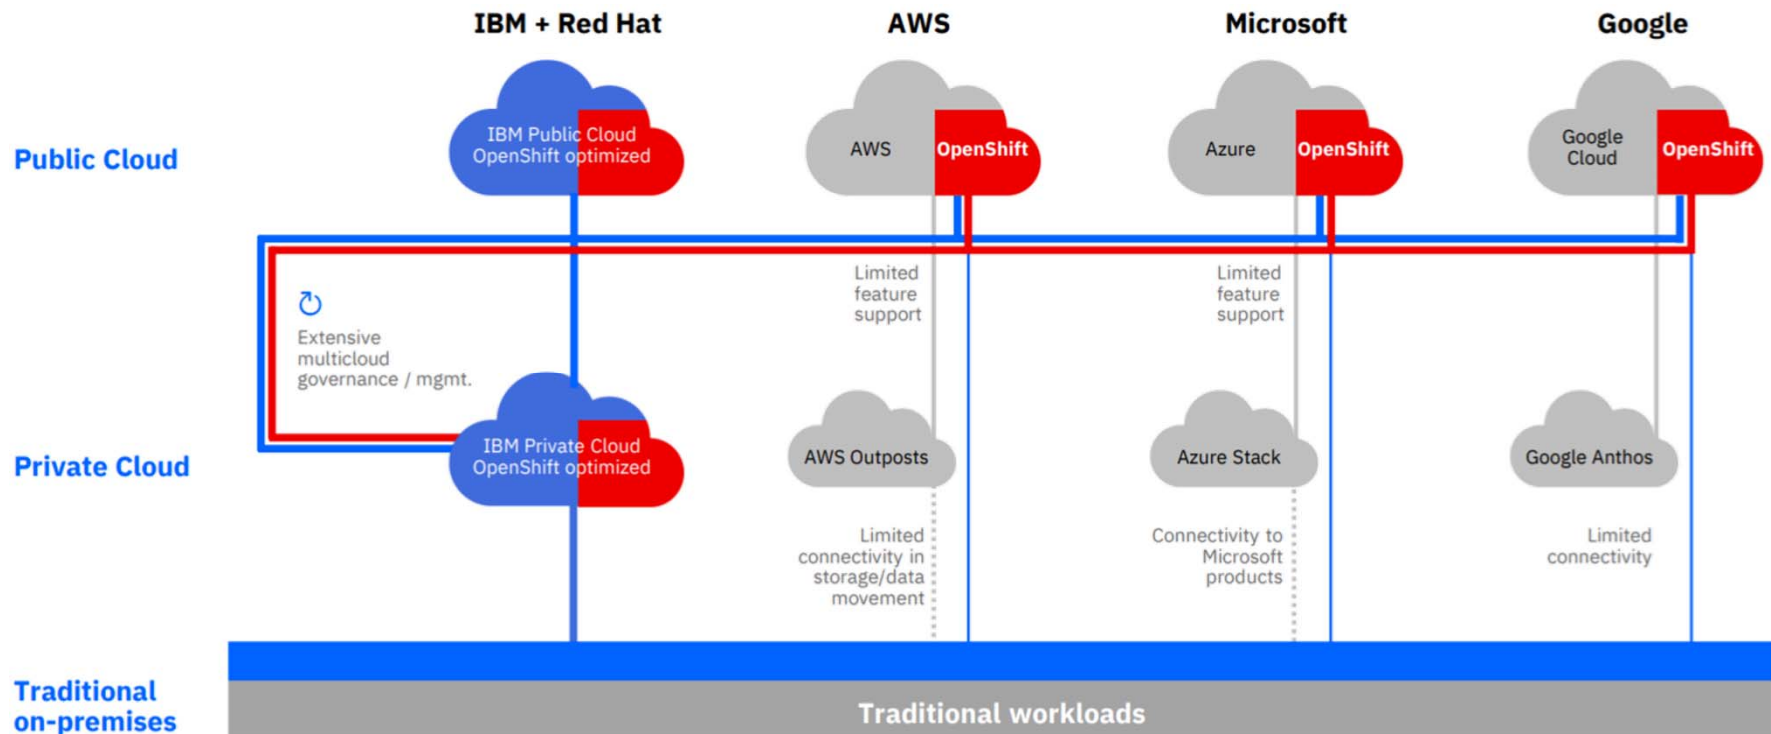 IBM + Red Hat
AWS
Microsoft
Google
Public Cloud
IBM Public Cloud
OpenShift optimized
AWS
OpenShift
Azure
OpenShift
Google
Cloud
OpenShift
Extensive
multicloud
governance / mgmt.
Limited
feature
support
Limited
feature
support
Private Cloud
IBM Private Cloud
OpenShift optimized
AWS Outposts
Azure Stack
Google Anthos
Limited
connectivity in
storage/data
movement
Connectivity to
Microsoft
products
Limited
connectivity
Traditional
on-premises
Traditional workloads